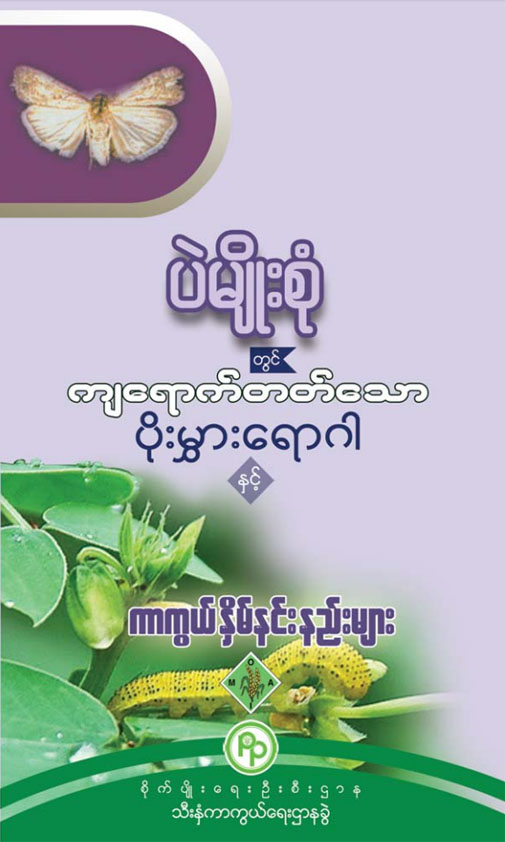 ပဲမျိုးစုံ
တွင်
ကျရောက်တတ်သော
ပိုးမွှားရောဂါ
နှင့်
ကာကွယ်နှိမ်နင်းနည်းများ
O
M A
PP
စိုက်ပျိုးရေးဦးစီးဌာန
သီးနှံကာကွယ်ရေးဌာနခွဲ